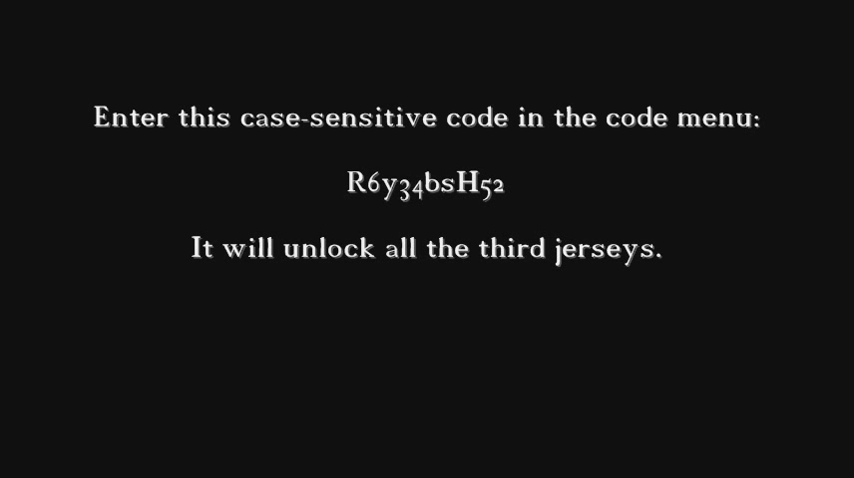 Enter this case-sensitive code in the code menu:
R6y34bsH52
It will unlock all the third jerseys.